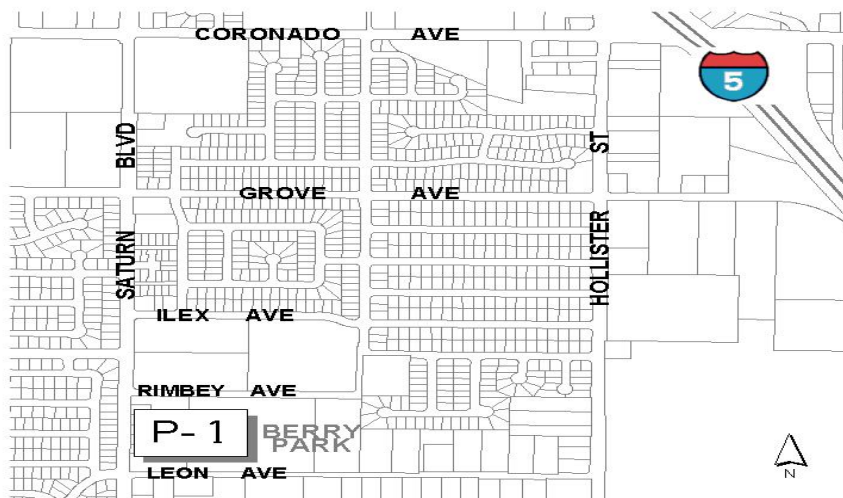 CORONADO AVE
5
BLVD
ST
GROVE AVE
SATURN
HOLLISTER
ILEX AVE
RIMBEY AVE
P-1
BERRY
PARK
LEON AVE
N